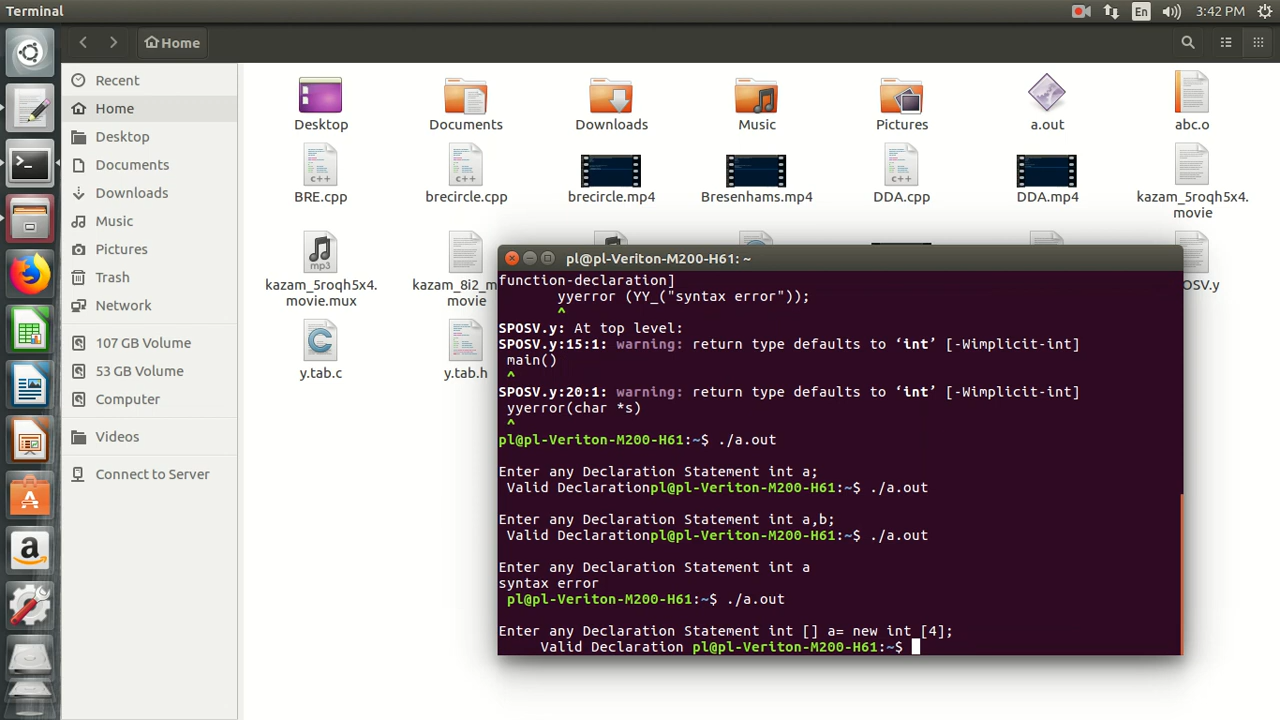 Terminal
En
3:42 PM
Home
Recent
Home
Desktop
Documents
Downloads
Music
Pictures
Trash
Network
107 GB Volume
53 GB Volume
Computer
Videos
Connect to Server
Desktop
Documents
Downloads
Music
Pictures
a.out
abc.o
BRE.cpp
brecircle.cpp
brecircle.mp4
Bresenhams.mp4
DDA.cpp
DDA.mp4
kazam_5roqh5x4.
movie
kazam_5roqh5x4.
movie.mux
kazam_8i2_m
movie
POSV.y
y.tab.c
y.tab.h
pl@pl-Veriton-M200-H61: ~
function-declaration]
yyerror (YY_("syntax error"));
^
SPOSV.y: At top level:
SPOSV.y:15:1: warning: return type defaults to ‘int’ [-Wimplicit-int]
main()
^
SPOSV.y:20:1: warning: return type defaults to ‘int’ [-Wimplicit-int]
yyerror(char *s)
^
pl@pl-Veriton-M200-H61:~$ ./a.out
Enter any Declaration Statement int a;
Valid Declarationpl@pl-Veriton-M200-H61:~$ ./a.out
Enter any Declaration Statement int a,b;
Valid Declarationpl@pl-Veriton-M200-H61:~$ ./a.out
Enter any Declaration Statement int a
syntax error
pl@pl-Veriton-M200-H61:~$ ./a.out
Enter any Declaration Statement int [] a= new int [4];
Valid Declaration pl@pl-Veriton-M200-H61:~$